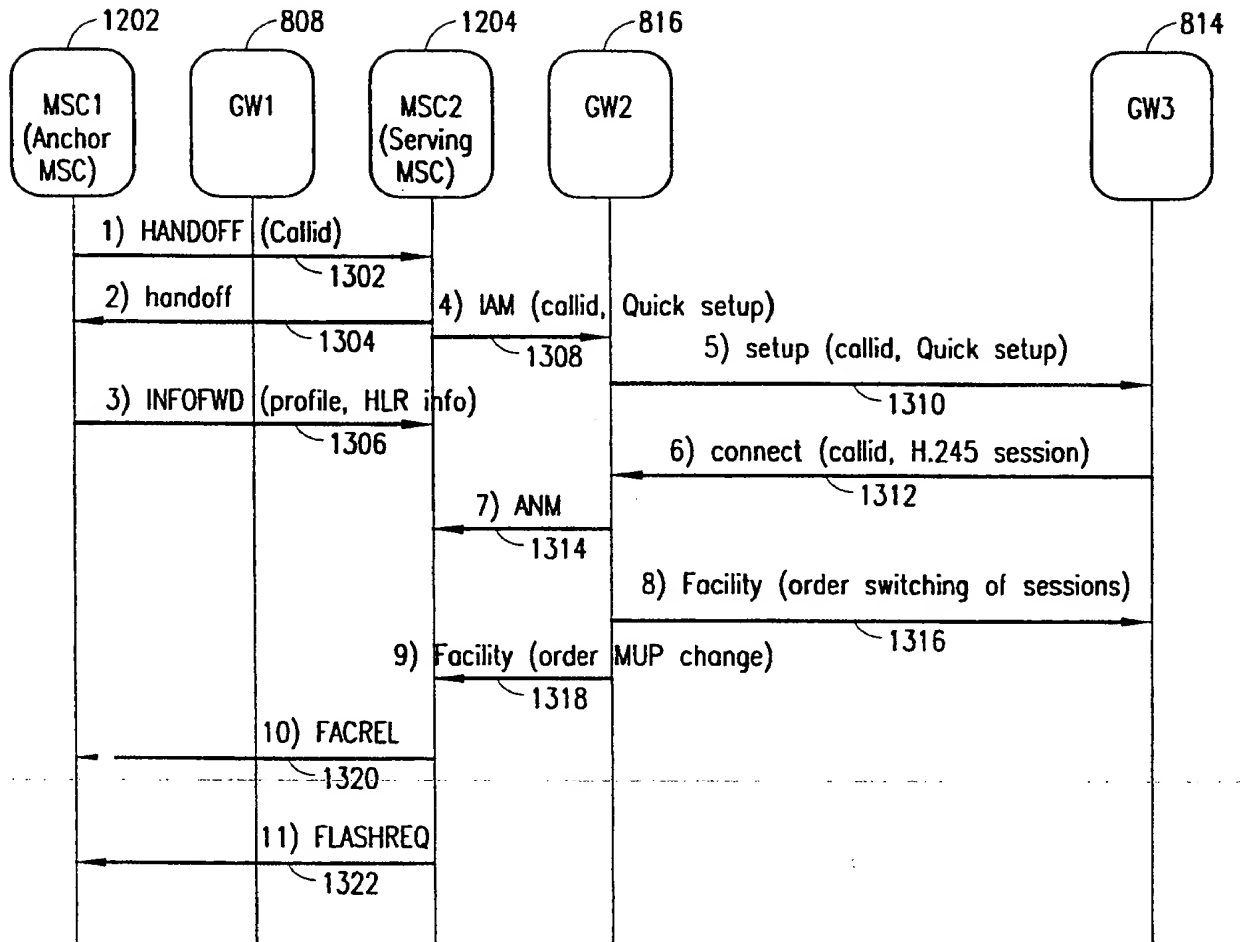 1202
808
1204
816
814
MSC1
(Anchor
MSC)
GW1
MSC2
(Serving
MSC)
GW2
GW3
1) HANDOFF (Callid)
1302
2) handoff
1304
4) IAM (callid, Quick setup)
1308
5) setup (callid, Quick setup)
1310
3) INFOFWD (profile, HLR info)
1306
6) connect (callid, H.245 session)
1312
7) ANM
1314
8) Facility (order switching of sessions)
1316
9) Facility (order MUP change)
1318
10) FACREL
1320
11) FLASHREQ
1322